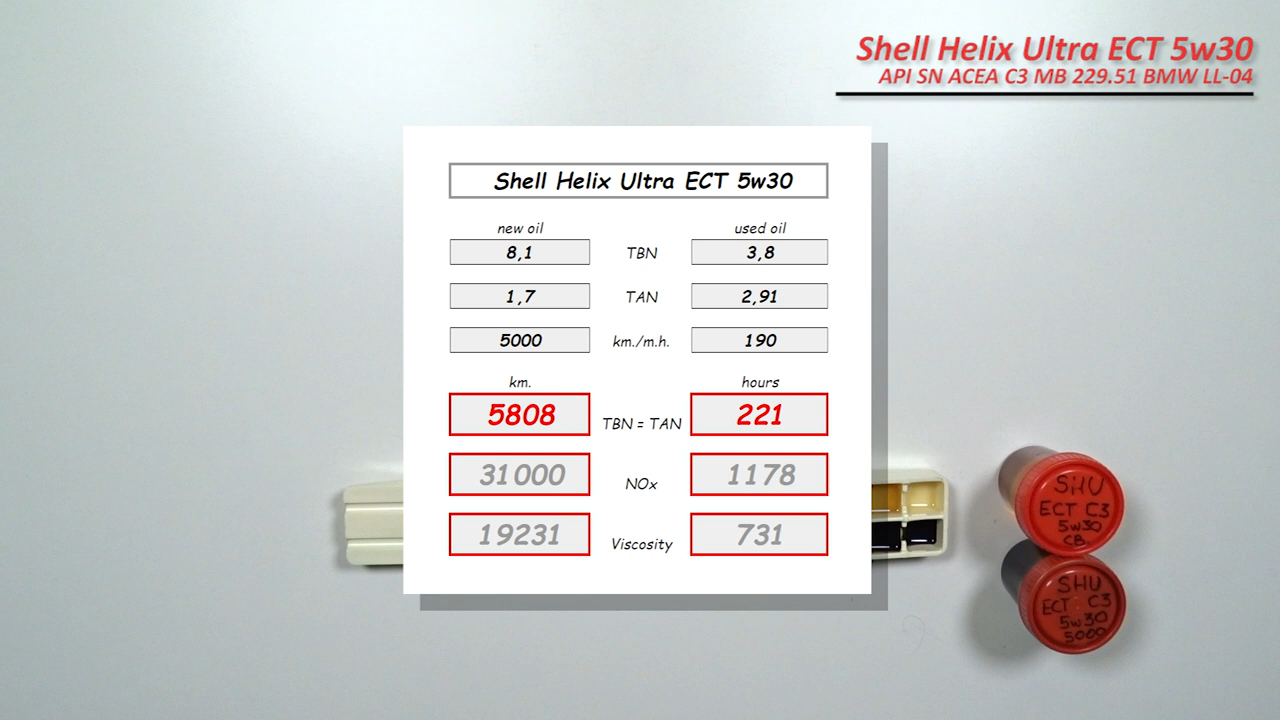 Shell Helix Ultra ECT 5w30
API SN ACEA C3 MB 229.51 BMW LL-04
Shell Helix Ultra ECT 5w30
new oil used oil
8,1 TBN 3,8
1,7 TAN 2,91
5000 km./m.h. 190
km. hours
5808 TBN = TAN 221
31000 NOx 1178
19231 Viscosity 731
SHU
ECT C3
5w30
CB
SHU
ECT C3
5w30
5000